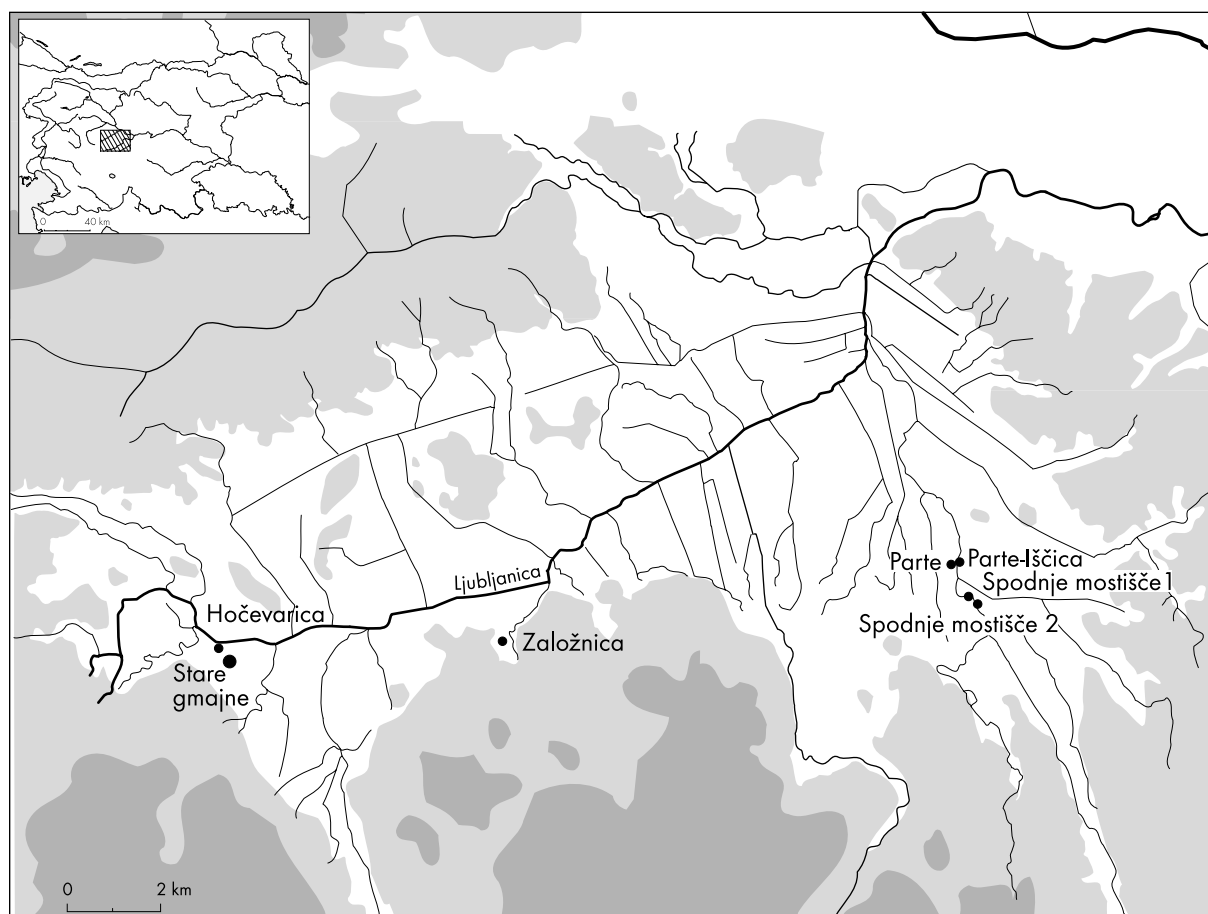 0 40 km
Ljubljanica
Hočevarica
Stare
gmajne
Založnica
Parte
Parte-Iščica
Spodnje mostišče 1
Spodnje mostišče 2
0 2 km